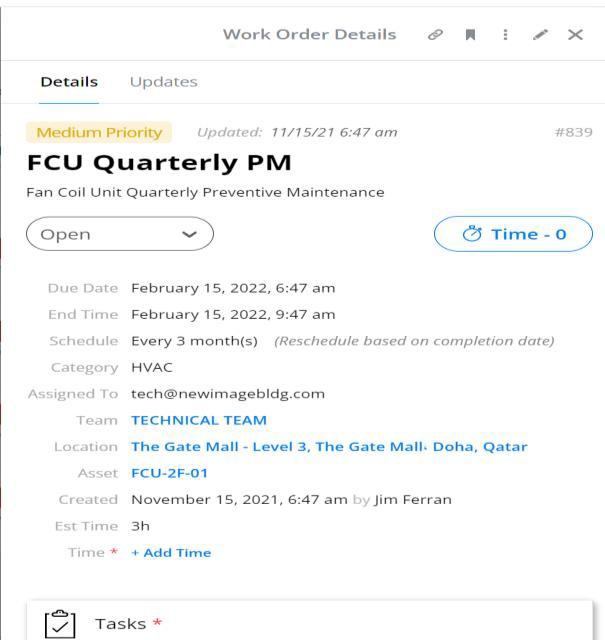 Work Order Details
Details Updates
Medium Priority Updated: 11/15/21 6:47 am #839
FCU Quarterly PM
Fan Coil Unit Quarterly Preventive Maintenance
Open Time - 0
Due Date February 15, 2022, 6:47 am
End Time February 15, 2022, 9:47 am
Schedule Every 3 month(s) (Reschedule based on completion date)
Category HVAC
Assigned To tech@newimagebldg.com
Team TECHNICAL TEAM
Location The Gate Mall - Level 3, The Gate Mall، Doha, Qatar
Asset FCU-2F-01
Created November 15, 2021, 6:47 am by Jim Ferran
Est Time 3h
Time * + Add Time
Tasks *